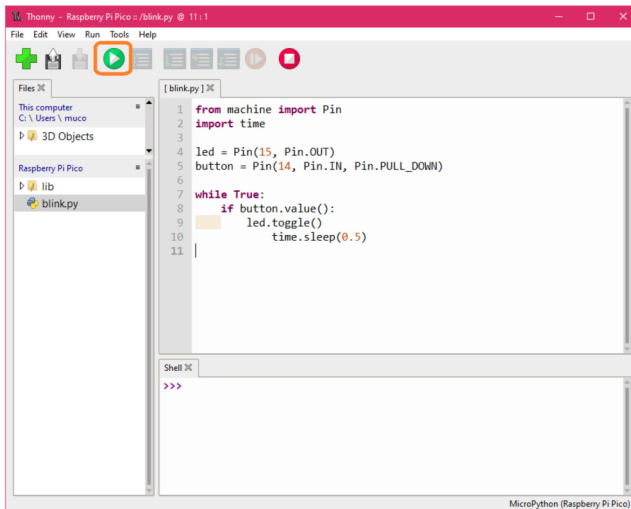 Thonny - Raspberry Pi Pico :: /blink.py @ 11 : 1
File Edit View Run Tools Help
Files
This computer
C: \ Users \ muco
3D Objects
Raspberry Pi Pico
lib
blink.py
[ blink.py ]
1 from machine import Pin
2 import time
3
4 led = Pin(15, Pin.OUT)
5 button = Pin(14, Pin.IN, Pin.PULL_DOWN)
6
7 while True:
8     if button.value():
9         led.toggle()
10             time.sleep(0.5)
11
Shell
>>>
MicroPython (Raspberry Pi Pico)